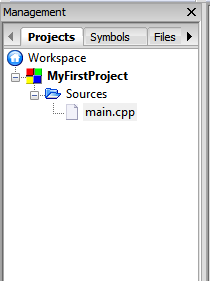 Management
Projects Symbols Files
Workspace
MyFirstProject
Sources
main.cpp